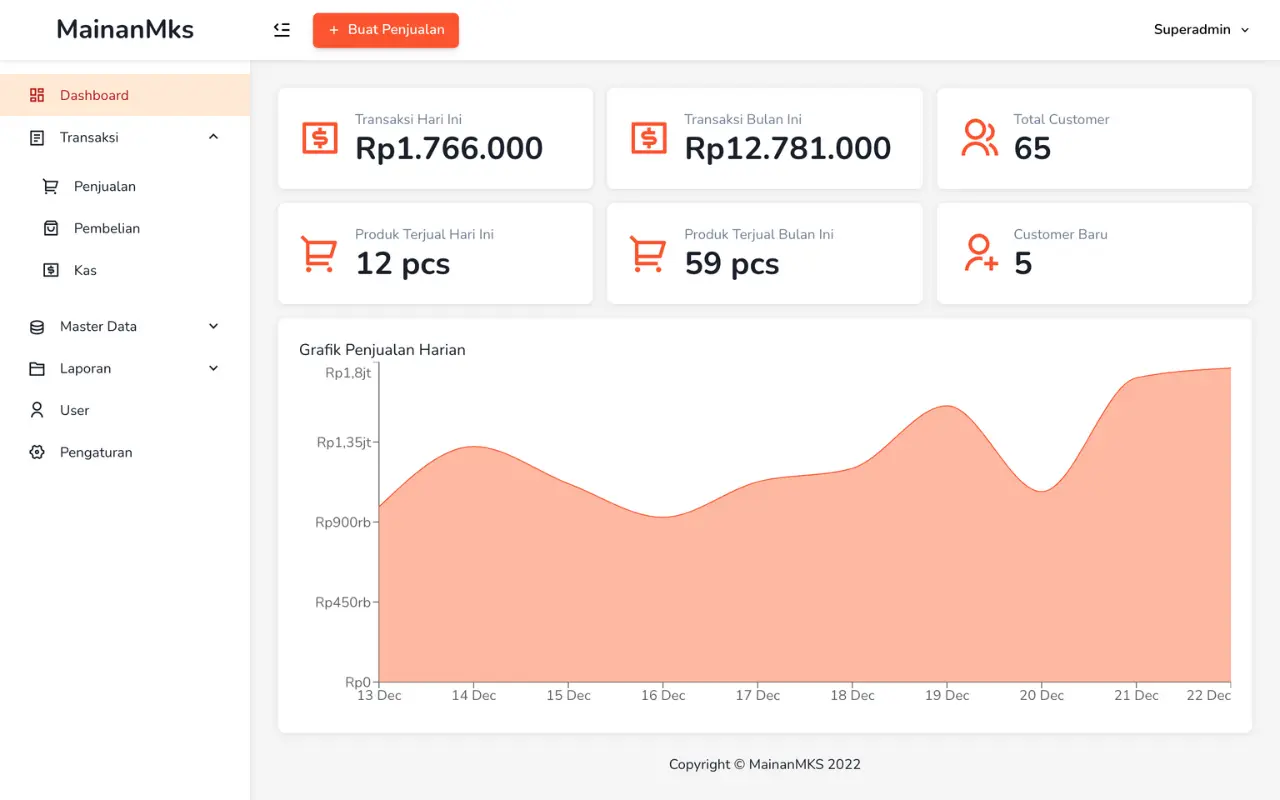 MainanMks
+ Buat Penjualan
Superadmin
Dashboard
Transaksi
Penjualan
Pembelian
Kas
Master Data
Laporan
User
Pengaturan
Transaksi Hari Ini
Rp1.766.000
Transaksi Bulan Ini
Rp12.781.000
Total Customer
65
Produk Terjual Hari Ini
12 pcs
Produk Terjual Bulan Ini
59 pcs
Customer Baru
5
Grafik Penjualan Harian
Rp1,8jt
Rp1,35jt
Rp900rb
Rp450rb
Rp0
13 Dec 14 Dec 15 Dec 16 Dec 17 Dec 18 Dec 19 Dec 20 Dec 21 Dec 22 Dec
Copyright © MainanMKS 2022